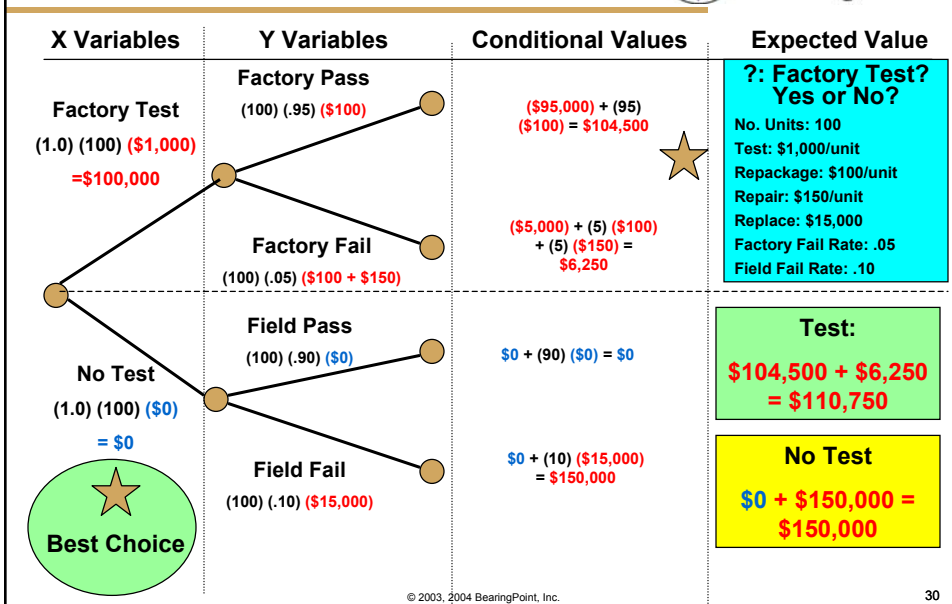 X Variables
Y Variables
Conditional Values
Expected Value
Factory Test
(1.0) (100) ($1,000)
=$100,000
Factory Pass
(100) (.95) ($100)
($95,000) + (95)
($100) = $104,500
?: Factory Test?
Yes or No?
No. Units: 100
Test: $1,000/unit
Repackage: $100/unit
Repair: $150/unit
Replace: $15,000
Factory Fail Rate: .05
Field Fail Rate: .10
Factory Fail
(100) (.05) ($100 + $150)
($5,000) + (5) ($100)
+ (5) ($150) =
$6,250
No Test
(1.0) (100) ($0)
= $0
Best Choice
Field Pass
(100) (.90) ($0)
$0 + (90) ($0) = $0
Test:
$104,500 + $6,250
= $110,750
Field Fail
(100) (.10) ($15,000)
$0 + (10) ($15,000)
= $150,000
No Test
$0 + $150,000 =
$150,000
© 2003, 2004 BearingPoint, Inc.
30